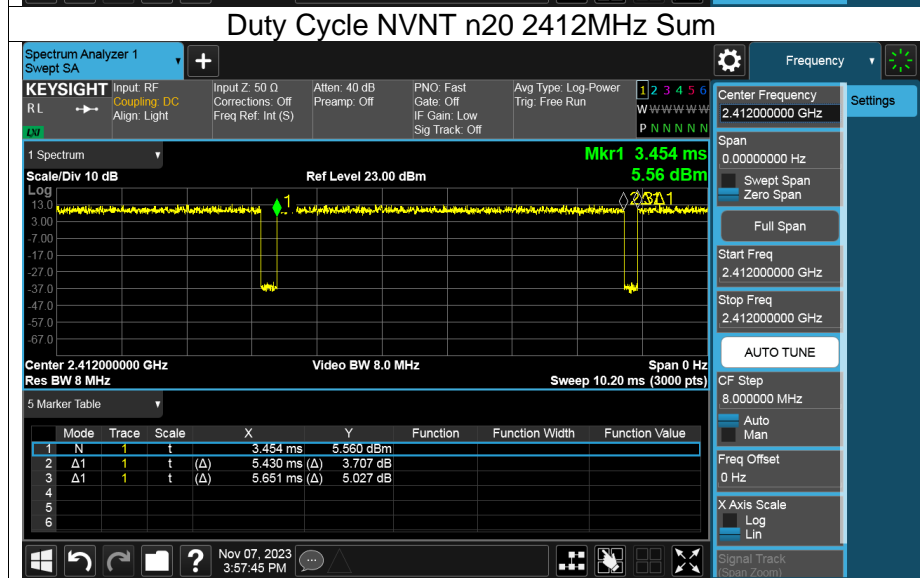 Duty Cycle NVNT n20 2412MHz Sum
Spectrum Analyzer 1
Swept SA
+
Frequency
KEYSIGHT
RL
LXI
Input: RF
Coupling: DC
Align: Light
Input Z: 50 Ω
Corrections: Off
Freq Ref: Int (S)
Atten: 40 dB
Preamp: Off
PNO: Fast
Gate: Off
IF Gain: Low
Sig Track: Off
Avg Type: Log-Power
Trig: Free Run
1 2 3 4 5 6
W W W W W W
P N N N N N
Center Frequency
2.412000000 GHz
Settings
Span
0.00000000 Hz
Swept Span
Zero Span
Full Span
Start Freq
2.412000000 GHz
Stop Freq
2.412000000 GHz
AUTO TUNE
CF Step
8.000000 MHz
Auto
Man
Freq Offset
0 Hz
X Axis Scale
Log
Lin
Signal Track
(Span Zoom)
1 Spectrum
Mkr1 3.454 ms
5.56 dBm
Scale/Div 10 dB
Ref Level 23.00 dBm
Log
13.0
3.00
-7.00
-17.0
-27.0
-37.0
-47.0
-57.0
-67.0
1
Center 2.412000000 GHz
Video BW 8.0 MHz
Span 0 Hz
Res BW 8 MHz
Sweep 10.20 ms (3000 pts)
5 Marker Table
Mode Trace Scale X Y Function Function Width Function Value
1 N 1 t 3.454 ms 5.560 dBm
2 Δ1 1 t (Δ) 5.430 ms (Δ) 3.707 dB
3 Δ1 1 t (Δ) 5.651 ms (Δ) 5.027 dB
4
5
6
?
Nov 07, 2023
3:57:45 PM